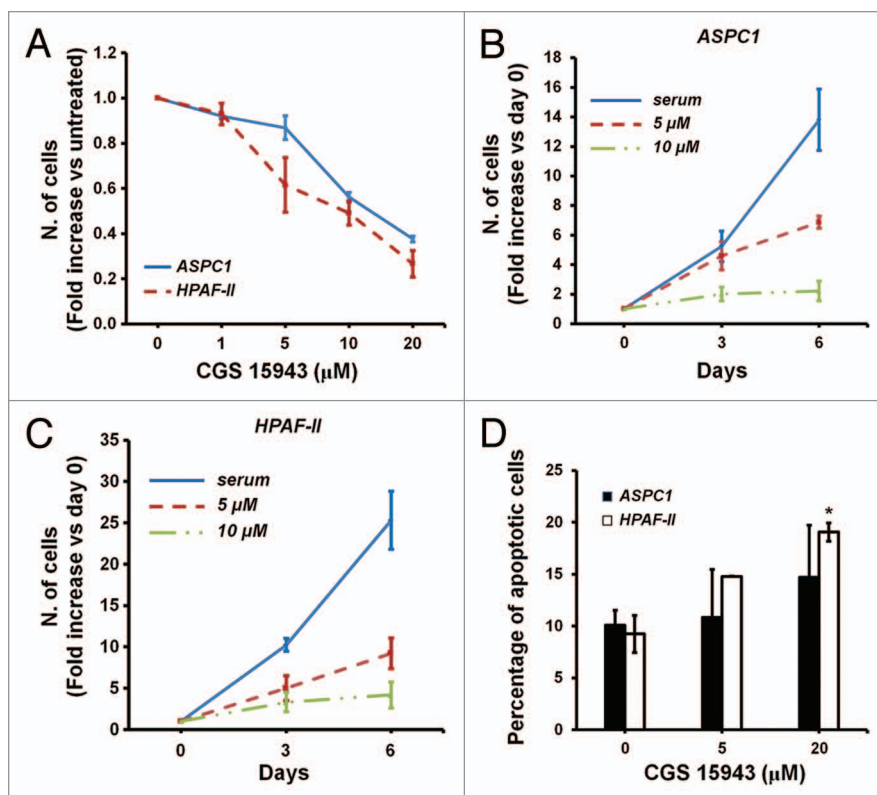 A
N. of cells
(Fold increase vs untreated)
1.2
1.0
0.8
0.6
0.4
0.2
0.0
ASPC1
HPAF-II
0 1 5 10 20
CGS 15943 (μM)
B
ASPC1
N. of cells
(Fold increase vs day 0)
18
16
14
12
10
8
6
4
2
0
serum
5 μM
10 μM
0 3 6
Days
C
HPAF-II
N. of cells
(Fold increase vs day 0)
35
30
25
20
15
10
5
0
serum
5 μM
10 μM
0 3 6
Days
D
Percentage of apoptotic cells
25
20
15
10
5
0
ASPC1
HPAF-II
*
0 5 20
CGS 15943 (μM)